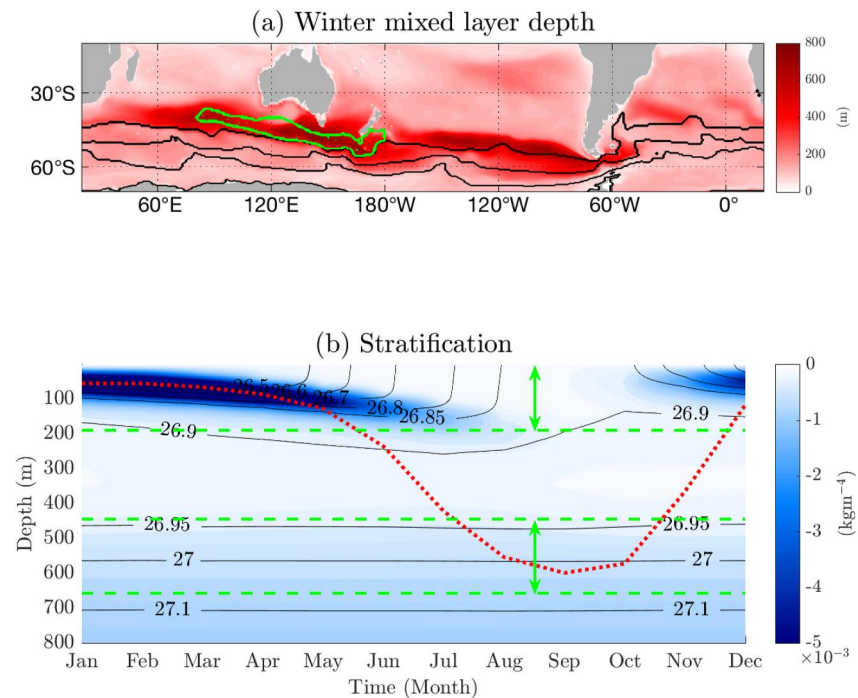 (a) Winter mixed layer depth
30°S
60°S
60°E 120°E 180°W 120°W 60°W 0°
800
600
400
200
0
(m)
(b) Stratification
100
200
300
400
500
600
700
800
Depth (m)
26.5 26.6 26.7 26.8 26.85
26.9 26.9
26.95 26.95
27 27
27.1 27.1
Jan Feb Mar Apr May Jun Jul Aug Sep Oct Nov Dec
Time (Month)
0
-1
-2
-3
-4
-5
×10⁻³
(kgm⁻⁴)